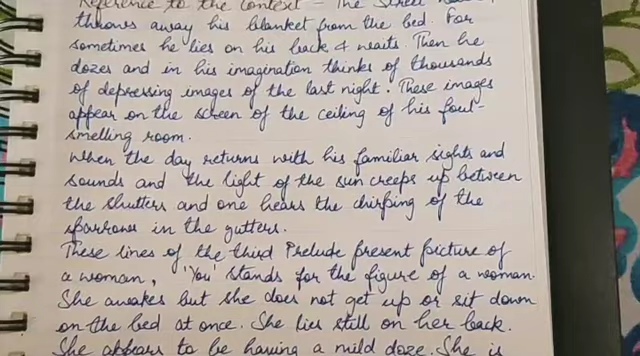 Reference to the Context - The Street
throws away his blanket from the bed. For
sometimes he lies on his back & waits. Then he
dozes and in his imagination thinks of thousands
of depressing images of the last night. These images
appear on the screen of the ceiling of his foul-
smelling room.
When the day returns with his familiar sights and
sounds and the light of the sun creeps up between
the shutters and one hears the chirping of the
sparrows in the gutters.
These lines of the third Prelude present picture of
a woman, 'You' stands for the figure of a woman.
She awakes but she does not get up or sit down
on the bed at once. She lies still on her back.
She appears to be having a mild doze. She is